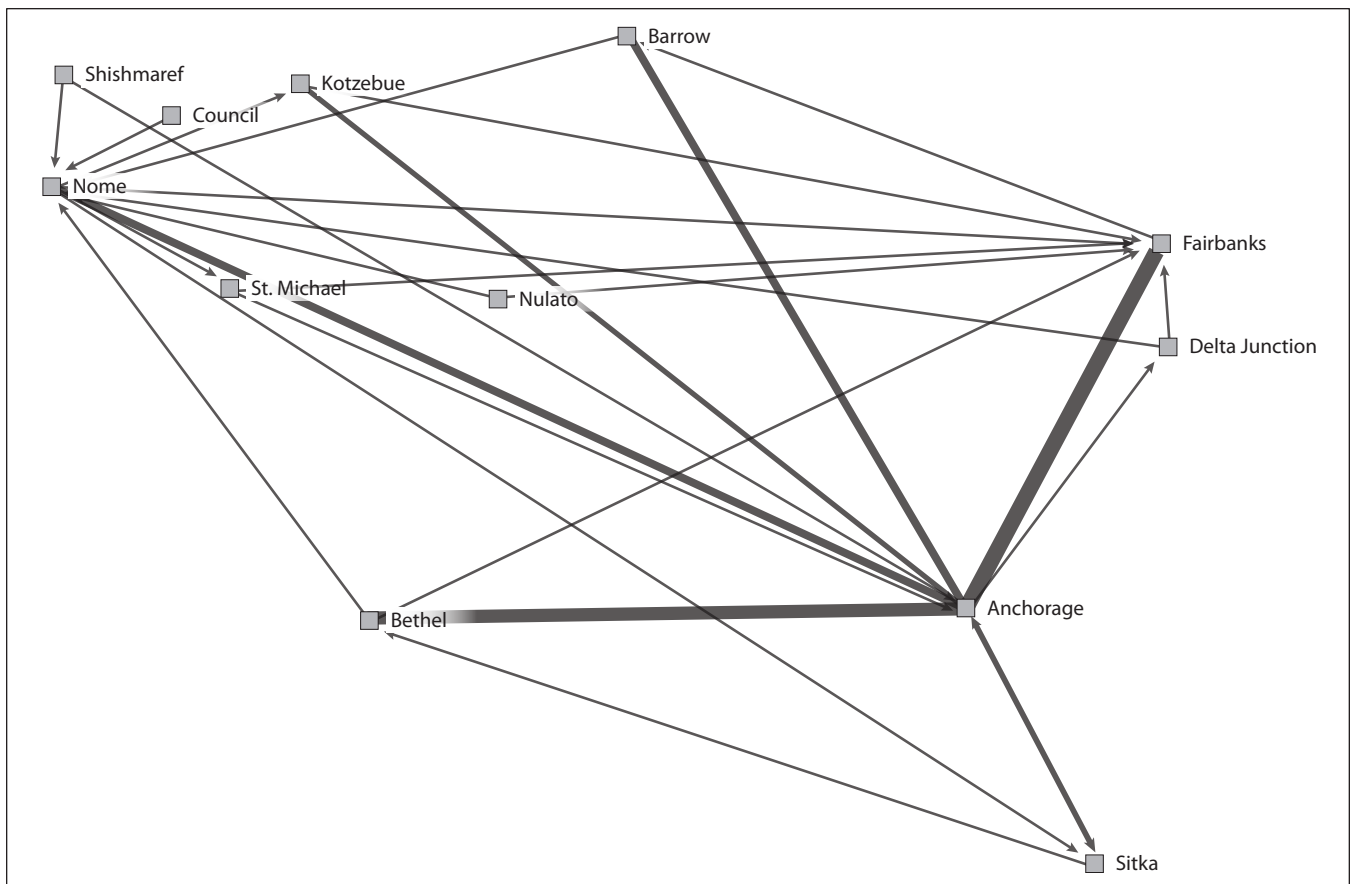 Barrow
Shishmaref
Kotzebue
Council
Nome
Fairbanks
St. Michael
Nulato
Delta Junction
Anchorage
Bethel
Sitka